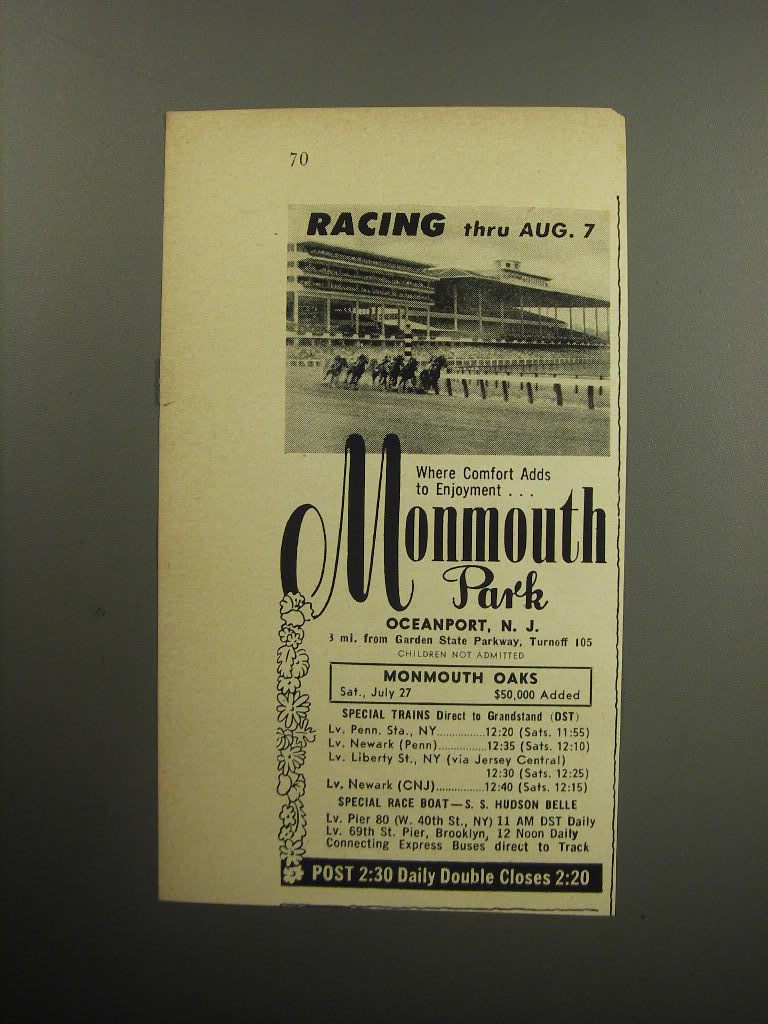 70
RACING thru AUG. 7
Where Comfort Adds
to Enjoyment . . .
Monmouth
Park
OCEANPORT, N. J.
3 mi. from Garden State Parkway, Turnoff 105
CHILDREN NOT ADMITTED
MONMOUTH OAKS
Sat., July 27 $50,000 Added
SPECIAL TRAINS Direct to Grandstand (DST)
Lv. Penn. Sta., NY................12:20 (Sats. 11:55)
Lv. Newark (Penn)................12:35 (Sats. 12:10)
Lv. Liberty St., NY (via Jersey Central)
12:30 (Sats. 12:25)
Lv. Newark (CNJ)................12:40 (Sats. 12:15)
SPECIAL RACE BOAT—S. S. HUDSON BELLE
Lv. Pier 80 (W. 40th St., NY) 11 AM DST Daily
Lv. 69th St. Pier, Brooklyn, 12 Noon Daily
Connecting Express Buses direct to Track
POST 2:30 Daily Double Closes 2:20